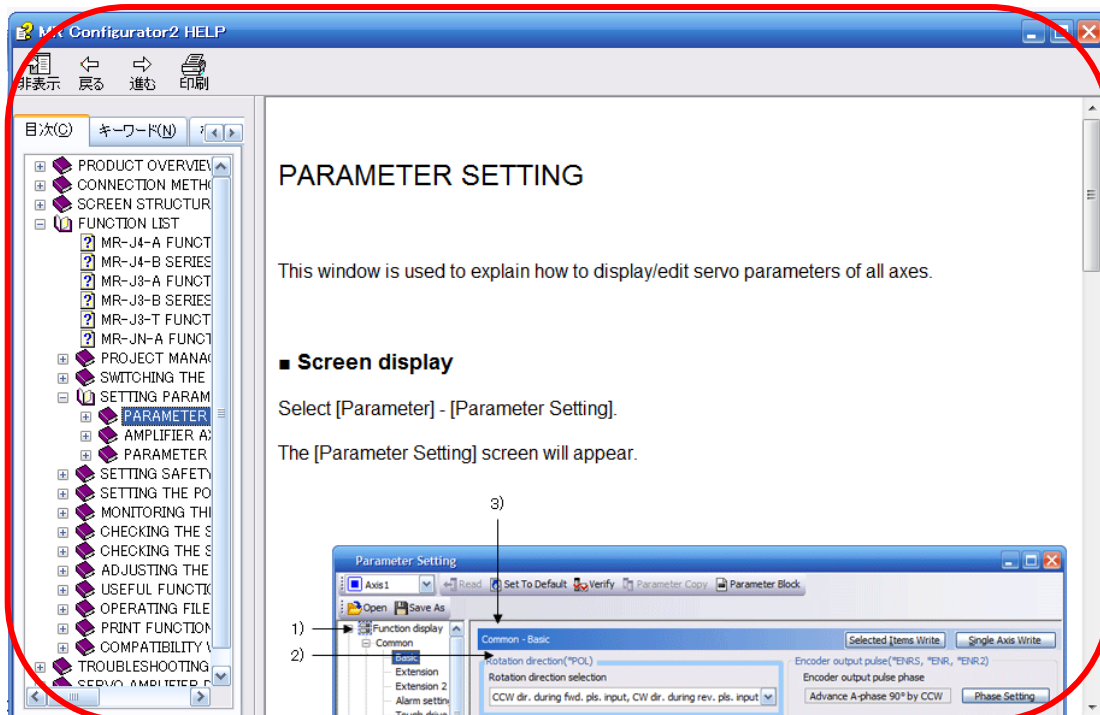 MR Configurator2 HELP
非表示 戻る 進む 印刷
目次(C) キーワード(N)
PRODUCT OVERVIEW
CONNECTION METH
SCREEN STRUCTUR
FUNCTION LIST
MR-J4-A FUNCT
MR-J4-B SERIES
MR-J3-A FUNCT
MR-J3-B SERIES
MR-J3-T FUNCT
MR-JN-A FUNCT
PROJECT MANA
SWITCHING THE
SETTING PARAM
PARAMETER
AMPLIFIER A
PARAMETER
SETTING SAFETY
SETTING THE PO
MONITORING THI
CHECKING THE S
CHECKING THE S
ADJUSTING THE
USEFUL FUNCTIO
OPERATING FILE
PRINT FUNCTION
COMPATIBILITY
TROUBLESHOOTING
SERVO AMPLIFIER
PARAMETER SETTING
This window is used to explain how to display/edit servo parameters of all axes.
■ Screen display
Select [Parameter] - [Parameter Setting].
The [Parameter Setting] screen will appear.
3)
Parameter Setting
Axis1 Read Set To Default Verify Parameter Copy Parameter Block
Open Save As
1)
2)
Function display
Common
Basic
Extension
Extension 2
Alarm settin
Touch drive
Common - Basic Selected Items Write Single Axis Write
Rotation direction(*POL)
Rotation direction selection
CCW dir. during fwd. pls. input, CW dir. during rev. pls. input
Encoder output pulse(*ENRS, *ENR, *ENR2)
Encoder output pulse phase
Advance A-phase 90° by CCW Phase Setting